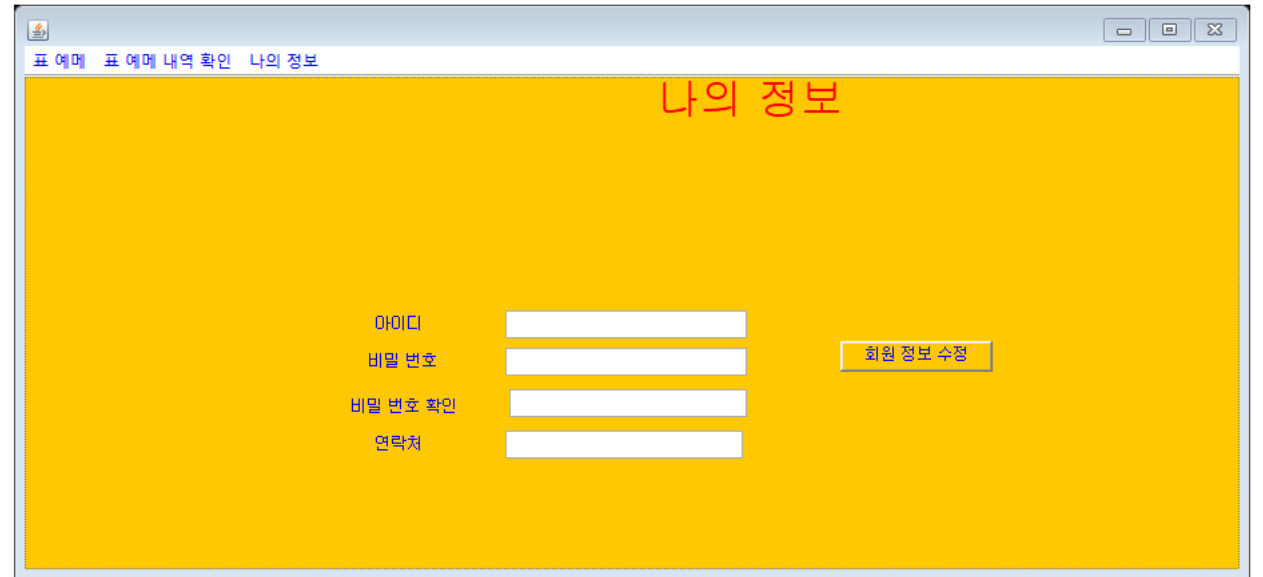 표 예메 표 예메 내역 확인 나의 정보
나의 정보
아이디
비밀 번호
회원 정보 수정
비밀 번호 확인
연락처